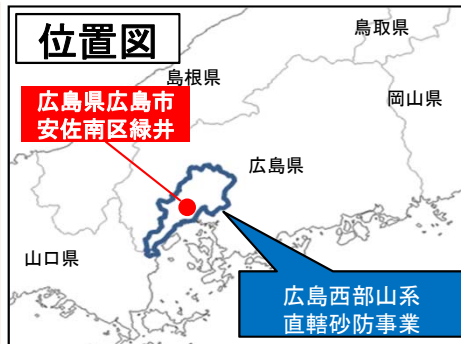 位置図
鳥取県
島根県
岡山県
広島県広島市
安佐南区緑井
広島県
山口県
広島西部山系
直轄砂防事業